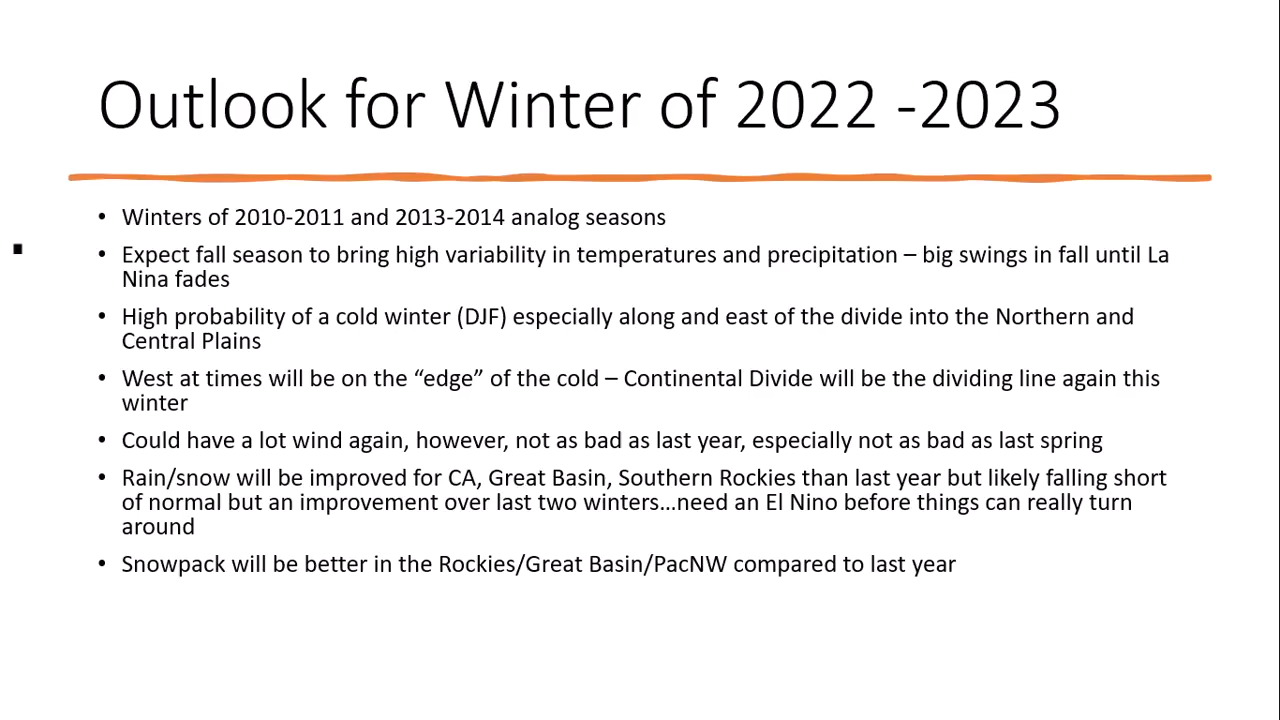 Outlook for Winter of 2022 -2023
• Winters of 2010-2011 and 2013-2014 analog seasons
• Expect fall season to bring high variability in temperatures and precipitation – big swings in fall until La
Nina fades
• High probability of a cold winter (DJF) especially along and east of the divide into the Northern and
Central Plains
• West at times will be on the “edge” of the cold – Continental Divide will be the dividing line again this
winter
• Could have a lot wind again, however, not as bad as last year, especially not as bad as last spring
• Rain/snow will be improved for CA, Great Basin, Southern Rockies than last year but likely falling short
of normal but an improvement over last two winters…need an El Nino before things can really turn
around
• Snowpack will be better in the Rockies/Great Basin/PacNW compared to last year